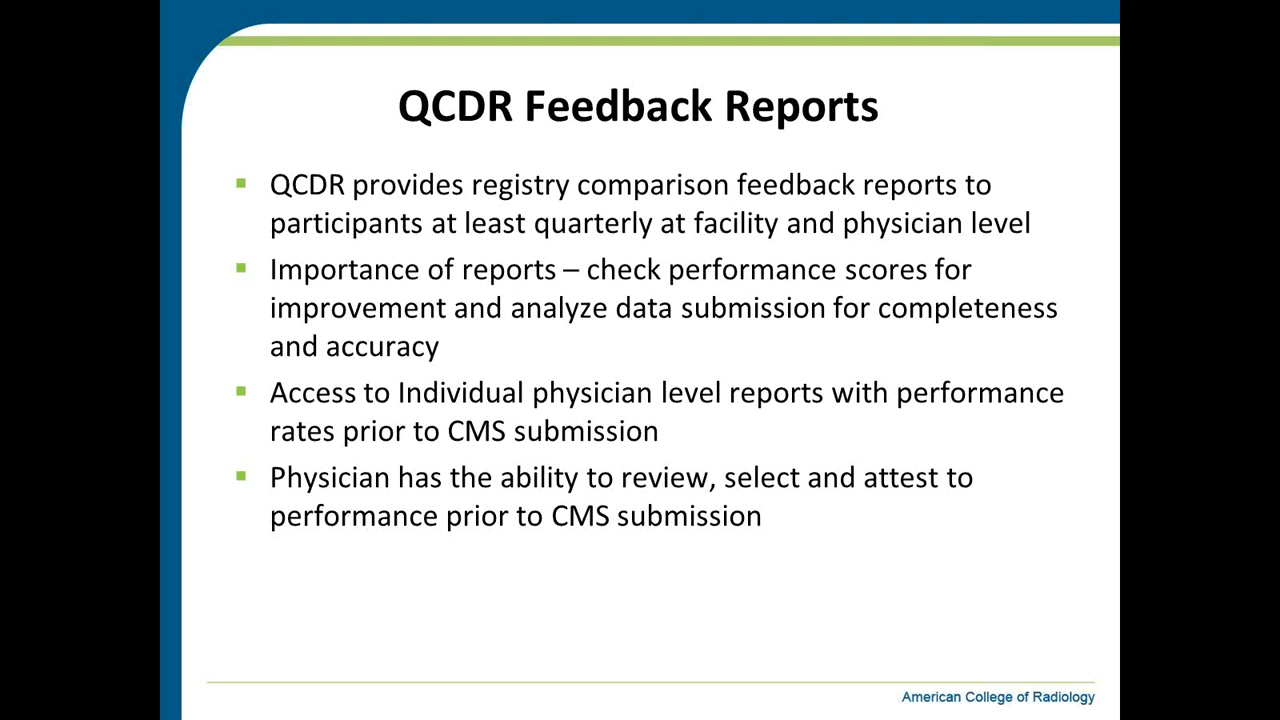 QCDR Feedback Reports
QCDR provides registry comparison feedback reports to
participants at least quarterly at facility and physician level
Importance of reports – check performance scores for
improvement and analyze data submission for completeness
and accuracy
Access to Individual physician level reports with performance
rates prior to CMS submission
Physician has the ability to review, select and attest to
performance prior to CMS submission
American College of Radiology